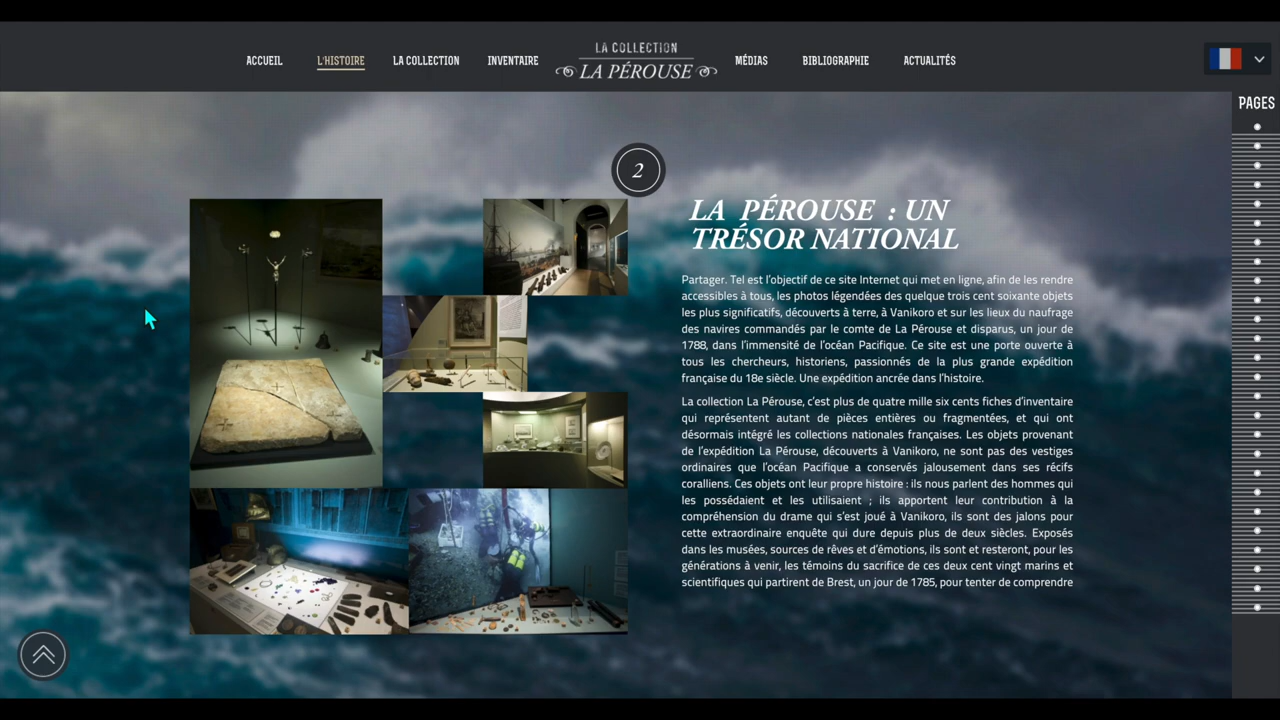 ACCUEIL
L'HISTOIRE
LA COLLECTION
INVENTAIRE
LA COLLECTION
LA PÉROUSE
MÉDIAS
BIBLIOGRAPHIE
ACTUALITÉS
PAGES
2
LA PÉROUSE : UN
TRÉSOR NATIONAL
Partager. Tel est l'objectif de ce site Internet qui met en ligne, afin de les rendre
accessibles à tous, les photos légendées des quelque trois cent soixante objets
les plus significatifs, découverts à terre, à Vanikoro et sur les lieux du naufrage
des navires commandés par le comte de La Pérouse et disparus, un jour de
1788, dans l'immensité de l'océan Pacifique. Ce site est une porte ouverte à
tous les chercheurs, historiens, passionnés de la plus grande expédition
française du 18e siècle. Une expédition ancrée dans l'histoire.
La collection La Pérouse, c'est plus de quatre mille six cents fiches d'inventaire
qui représentent autant de pièces entières ou fragmentées, et qui ont
désormais intégré les collections nationales françaises. Les objets provenant
de l'expédition La Pérouse, découverts à Vanikoro, ne sont pas des vestiges
ordinaires que l'océan Pacifique a conservés jalousement dans ses récifs
coralliens. Ces objets ont leur propre histoire : ils nous parlent des hommes qui
les possédaient et les utilisaient ; ils apportent leur contribution à la
compréhension du drame qui s'est joué à Vanikoro, ils sont des jalons pour
cette extraordinaire enquête qui dure depuis plus de deux siècles. Exposés
dans les musées, sources de rêves et d'émotions, ils sont et resteront, pour les
générations à venir, les témoins du sacrifice de ces deux cent vingt marins et
scientifiques qui partirent de Brest, un jour de 1785, pour tenter de comprendre